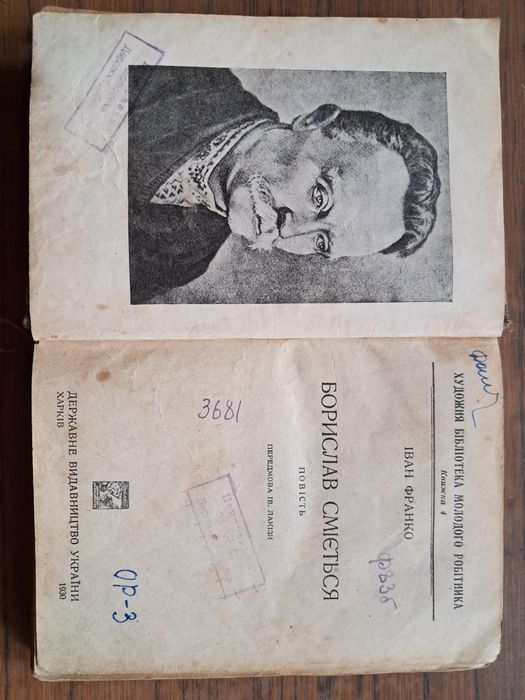 ХУДОЖНЯ БІБЛІОТЕКА МОЛОДОГО РОБІТНИКА
Книжка 4
ІВАН ФРАНКО
БОРИСЛАВ СМІЄТЬСЯ
ПОВІСТЬ
ПЕРЕДМОВА ІВ. ЛАКІЗИ
3681
ОР-3
ДЕРЖАВНЕ ВИДАВНИЦТВО УКРАЇНИ
ХАРКІВ 1930